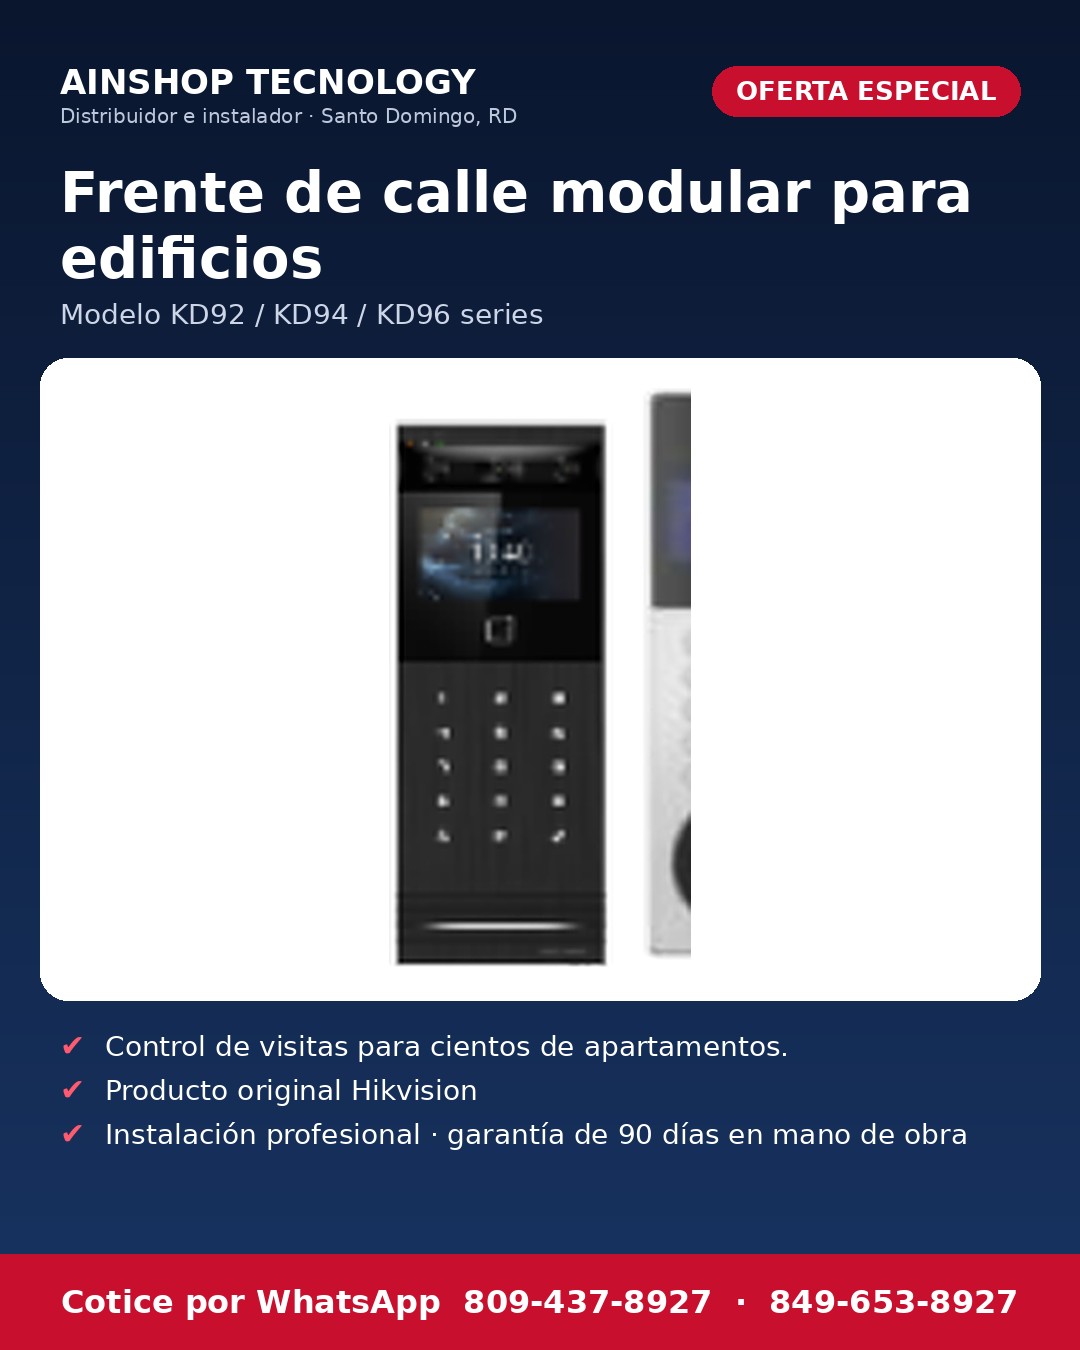 AINSHOP TECNOLOGY
Distribuidor e instalador · Santo Domingo, RD
OFERTA ESPECIAL
Frente de calle modular para
edificios
Modelo KD92 / KD94 / KD96 series
✔ Control de visitas para cientos de apartamentos.
✔ Producto original Hikvision
✔ Instalación profesional · garantía de 90 días en mano de obra
Cotice por WhatsApp 809-437-8927 · 849-653-8927